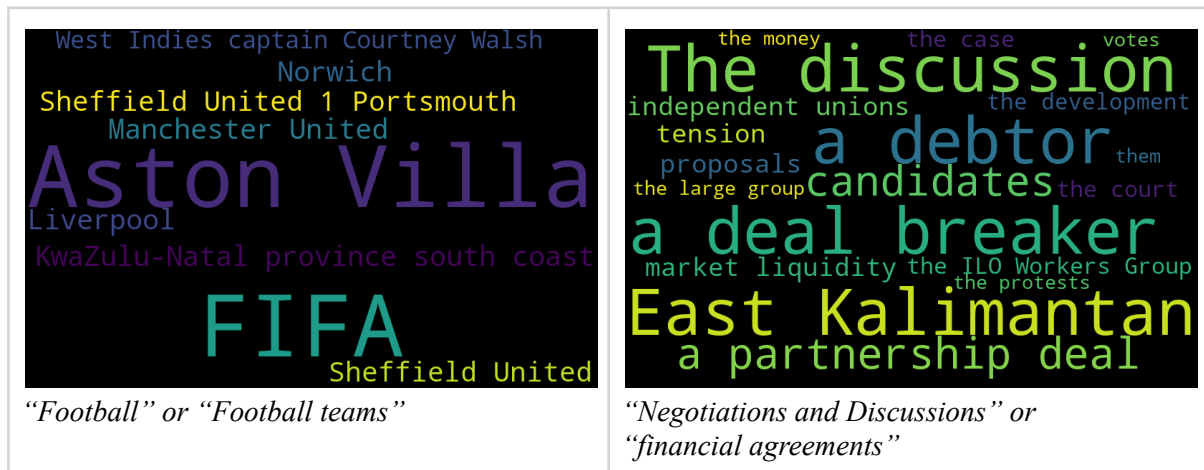 West Indies captain Courtney Walsh
Norwich
Sheffield United 1 Portsmouth
Manchester United
Aston Villa
Liverpool
KwaZulu-Natal province south coast
FIFA
Sheffield United
“Football” or “Football teams”
the money the case votes
The discussion
independent unions the development
tension a debtor them
proposals
the large group candidates the court
a deal breaker
market liquidity the ILO Workers Group
the protests
East Kalimantan
a partnership deal
“Negotiations and Discussions” or
“financial agreements”